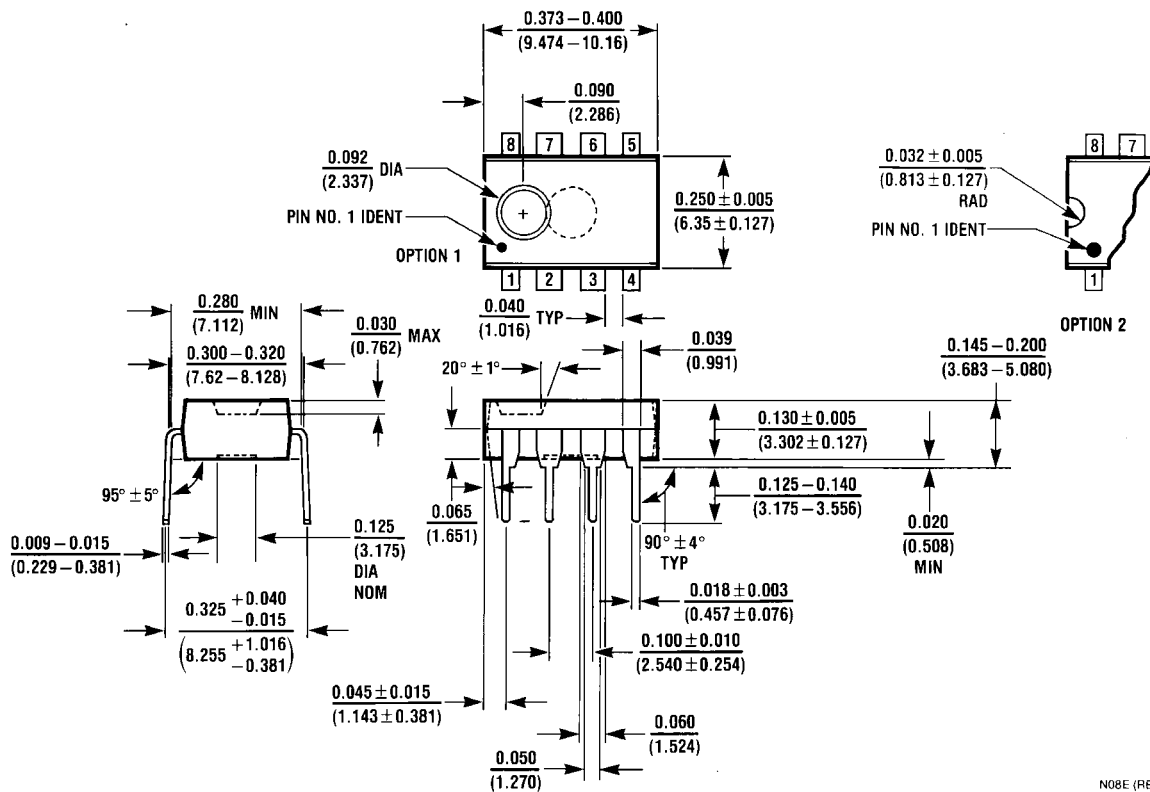 0.373 – 0.400
(9.474 – 10.16)
0.090
(2.286)
8 7 6 5
0.092 DIA
(2.337)
PIN NO. 1 IDENT
OPTION 1
0.250 ± 0.005
(6.35 ± 0.127)
1 2 3 4
8 7
0.032 ± 0.005
(0.813 ± 0.127)
RAD
PIN NO. 1 IDENT
1
OPTION 2
0.280 MIN
(7.112)
0.300 – 0.320
(7.62 – 8.128)
0.030 MAX
(0.762)
0.040 TYP
(1.016)
20° ± 1°
0.039
(0.991)
0.145 – 0.200
(3.683 – 5.080)
0.130 ± 0.005
(3.302 ± 0.127)
0.125 – 0.140
(3.175 – 3.556)
0.020
(0.508)
MIN
95° ± 5°
0.009 – 0.015
(0.229 – 0.381)
0.125
(3.175)
DIA
NOM
0.065
(1.651)
90° ± 4°
TYP
0.325 +0.040
–0.015
(8.255 +1.016
–0.381)
0.018 ± 0.003
(0.457 ± 0.076)
0.100 ± 0.010
(2.540 ± 0.254)
0.045 ± 0.015
(1.143 ± 0.381)
0.060
(1.524)
0.050
(1.270)
N08E